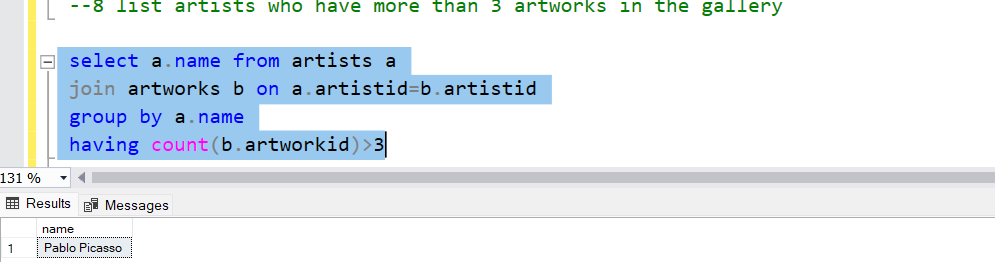 --8 list artists who have more than 3 artworks in the gallery
select a.name from artists a
join artworks b on a.artistid=b.artistid
group by a.name
having count(b.artworkid)>3
131 %
Results Messages
name
1 Pablo Picasso